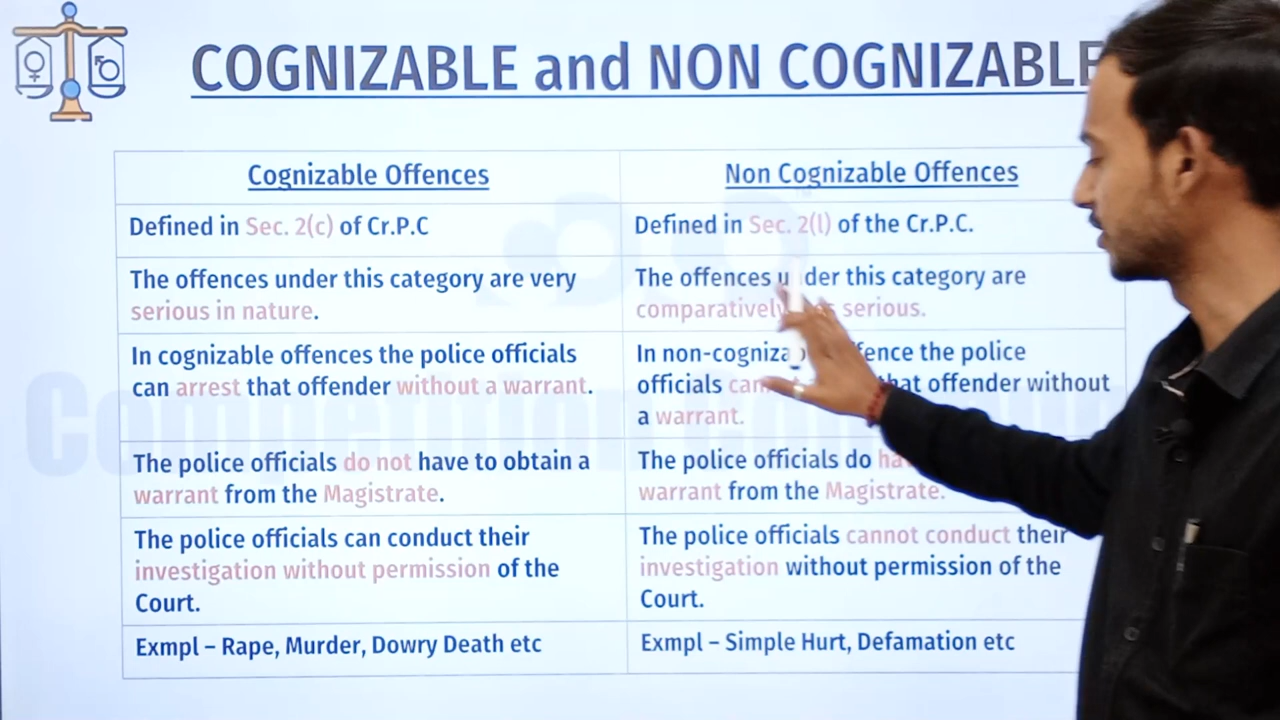 COGNIZABLE and NON COGNIZABLE
Cognizable Offences
Non Cognizable Offences
Defined in Sec. 2(c) of Cr.P.C
Defined in Sec. 2(l) of the Cr.P.C.
The offences under this category are very
serious in nature.
The offences under this category are
comparatively serious.
In cognizable offences the police officials
can arrest that offender without a warrant.
In non-cognizable offence the police
officials that offender without
a warrant.
The police officials do not have to obtain a
warrant from the Magistrate.
The police officials do
warrant from the Magistrate.
The police officials can conduct their
investigation without permission of the
Court.
The police officials cannot conduct their
investigation without permission of the
Court.
Exmpl – Rape, Murder, Dowry Death etc
Exmpl – Simple Hurt, Defamation etc